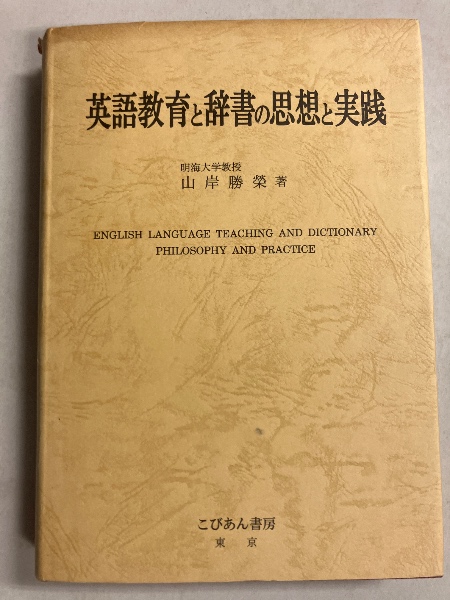 英語教育と辞書の思想と実践
明海大学教授
山岸勝榮 著
ENGLISH LANGUAGE TEACHING AND DICTIONARY
PHILOSOPHY AND PRACTICE
こびあん書房
東京